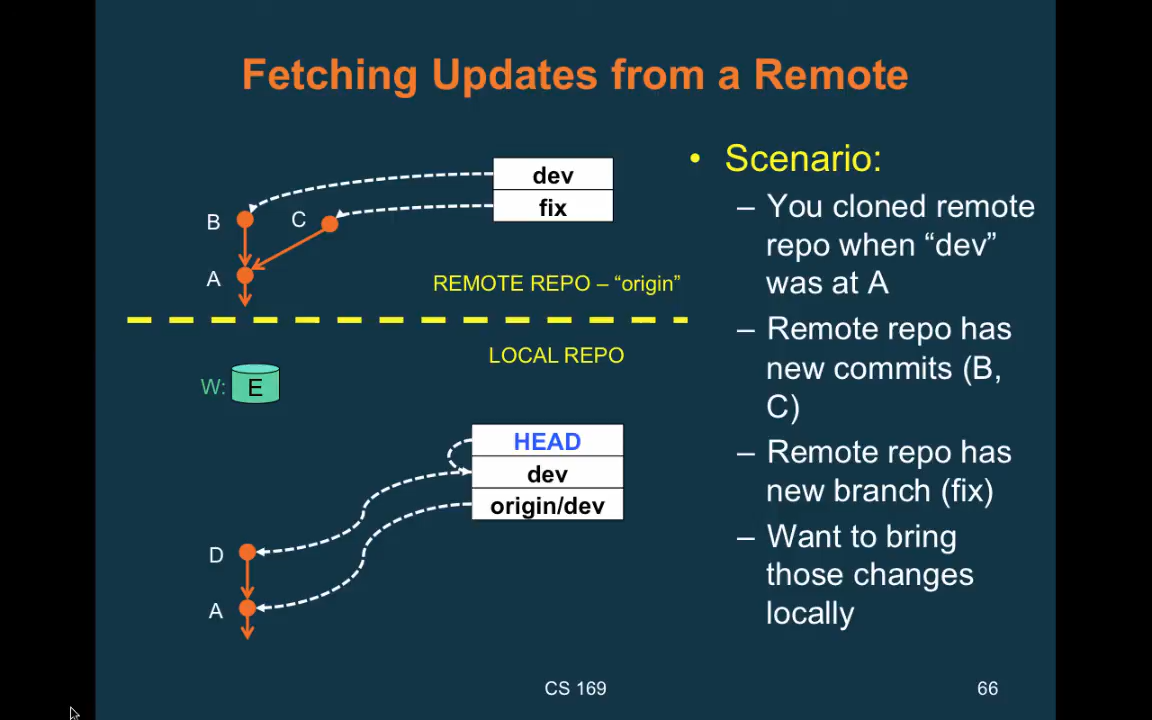 Fetching Updates from a Remote
dev
fix
B
C
A
REMOTE REPO – “origin”
LOCAL REPO
W: E
HEAD
dev
origin/dev
D
A
• Scenario:
– You cloned remote
repo when “dev”
was at A
– Remote repo has
new commits (B,
C)
– Remote repo has
new branch (fix)
– Want to bring
those changes
locally
CS 169
66